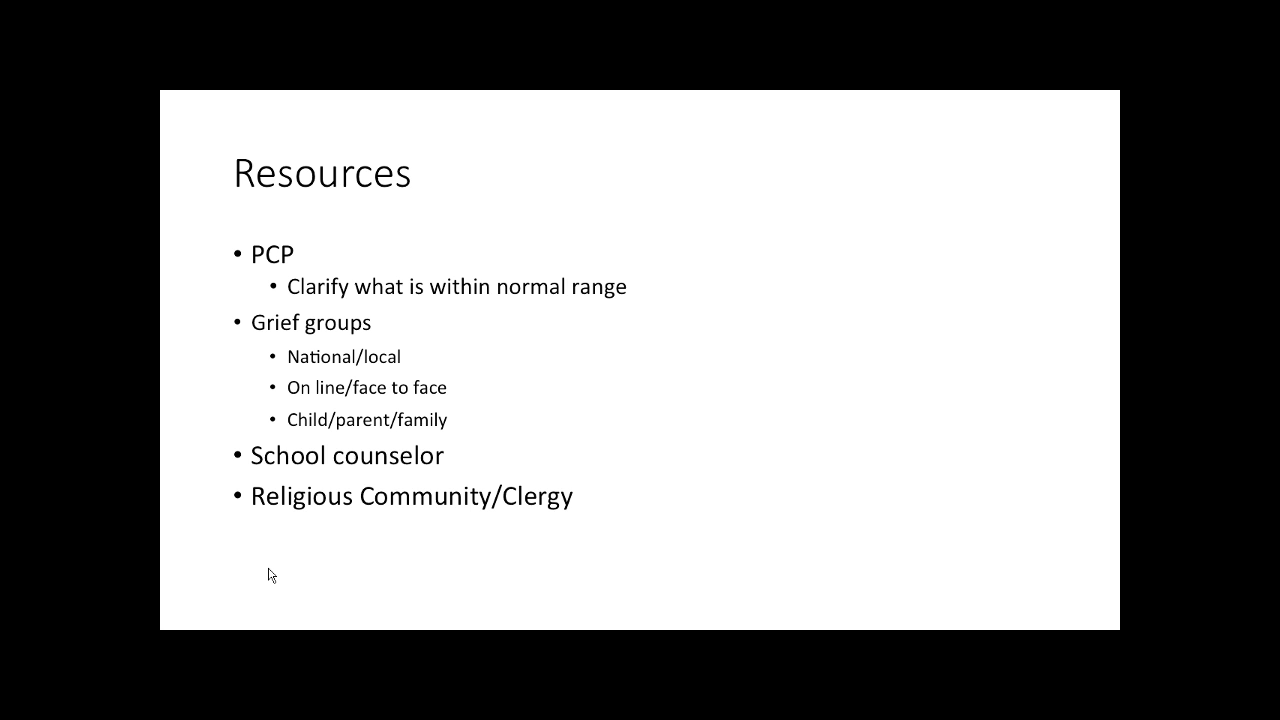 Resources
• PCP
• Clarify what is within normal range
• Grief groups
• National/local
• On line/face to face
• Child/parent/family
• School counselor
• Religious Community/Clergy